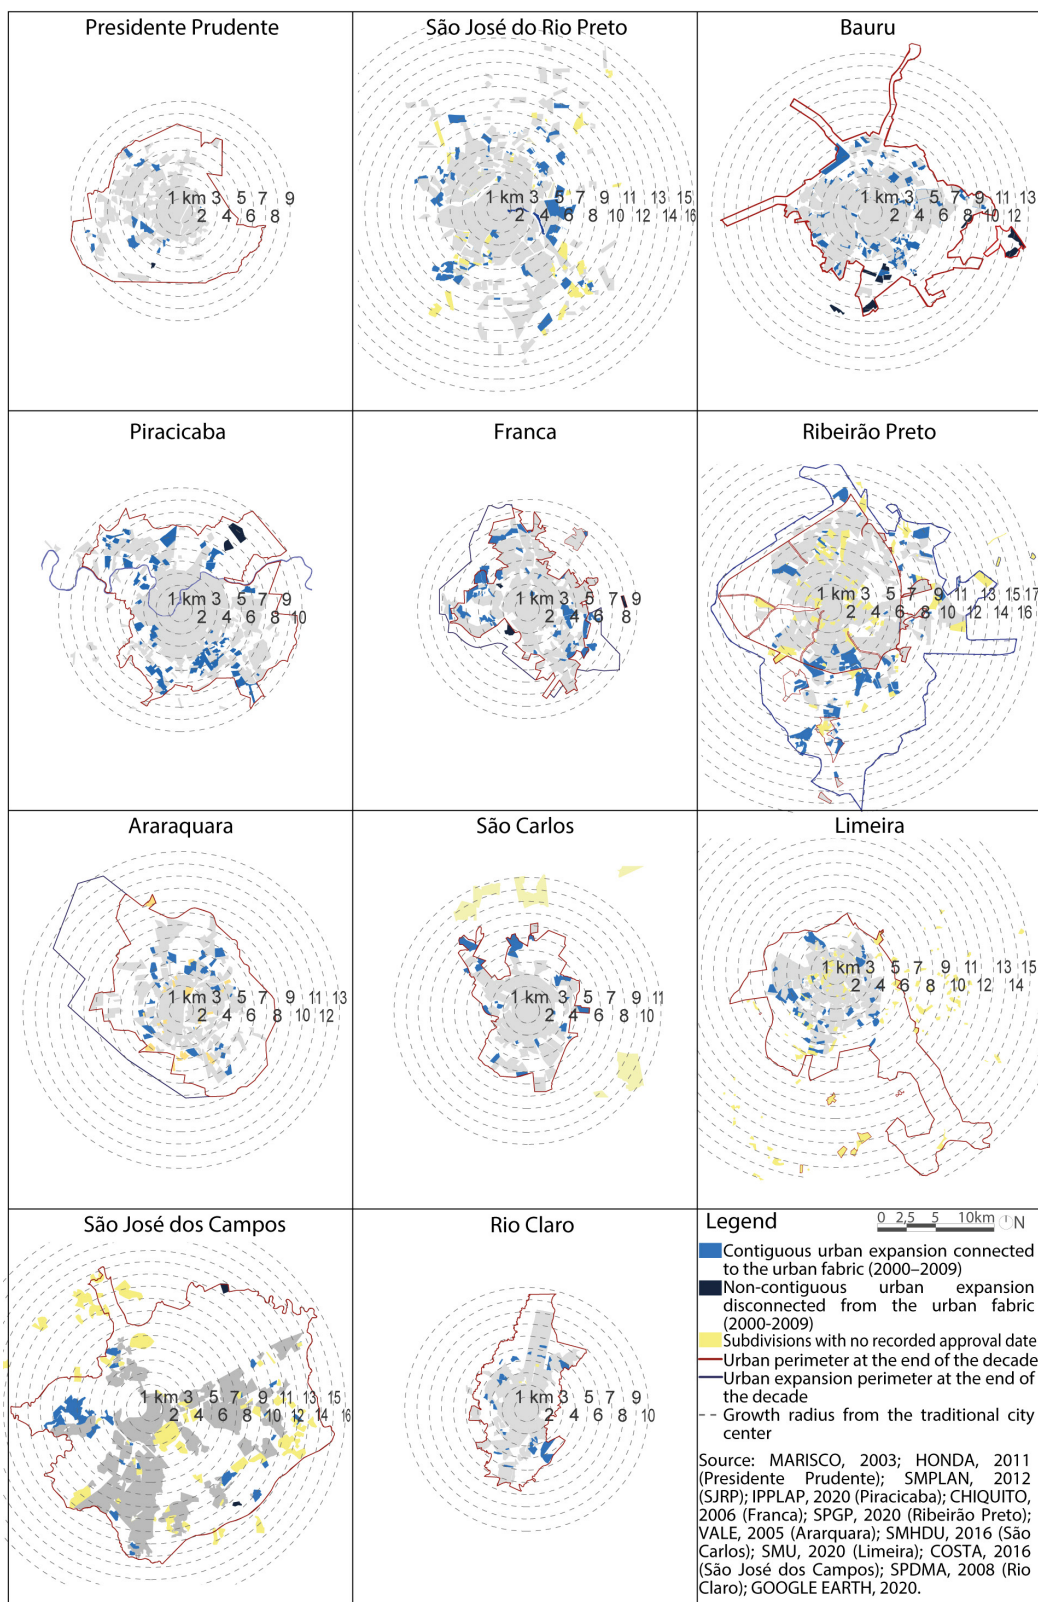 Presidente Prudente
São José do Rio Preto
Bauru
1 km 3 5 7 9
2 4 6 8
1 km 3 5 7 9 11 13 15
2 4 6 8 10 12 14 16
1 km 3 5 7 9 11 13
2 4 6 8 10 12
Piracicaba
Franca
Ribeirão Preto
1 km 3 5 7 9
2 4 6 8 10
1 km 3 5 7 9
2 4 6 8
1 km 3 5 7 9 11 13 15 17
2 4 6 8 10 12 14 16
Araraquara
São Carlos
Limeira
1 km 3 5 7 9 11 13
2 4 6 8 10 12
1 km 3 5 7 9 11
2 4 6 8 10
1 km 3 5 7 9 11 13 15
2 4 6 8 10 12 14
São José dos Campos
Rio Claro
1 km 3 5 7 9 11 13 15
2 4 6 8 10 12 14 16
1 km 3 5 7 9
2 4 6 8 10
Legend
0 2,5 5 10km N
Contiguous urban expansion connected
to the urban fabric (2000–2009)
Non-contiguous urban expansion
disconnected from the urban fabric
(2000-2009)
Subdivisions with no recorded approval date
Urban perimeter at the end of the decade
Urban expansion perimeter at the end of
the decade
Growth radius from the traditional city
center
Source: MARISCO, 2003; HONDA, 2011
(Presidente Prudente); SMPLAN, 2012
(SJRP); IPPLAP, 2020 (Piracicaba); CHIQUITO,
2006 (Franca); SPGP, 2020 (Ribeirão Preto);
VALE, 2005 (Ararquara); SMHDU, 2016 (São
Carlos); SMU, 2020 (Limeira); COSTA, 2016
(São José dos Campos); SPDMA, 2008 (Rio
Claro); GOOGLE EARTH, 2020.